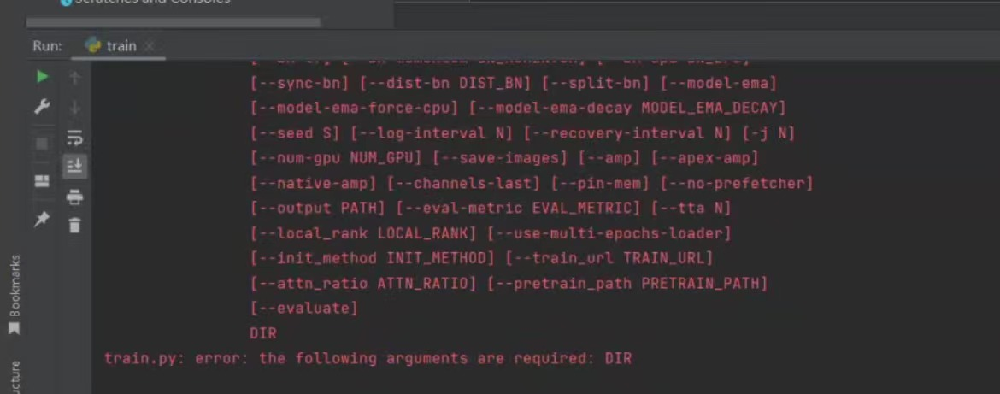 Scratches and Consoles
Run: train
[--sync-bn] [--dist-bn DIST_BN] [--split-bn] [--model-ema]
[--model-ema-force-cpu] [--model-ema-decay MODEL_EMA_DECAY]
[--seed S] [--log-interval N] [--recovery-interval N] [-j N]
[--num-gpu NUM_GPU] [--save-images] [--amp] [--apex-amp]
[--native-amp] [--channels-last] [--pin-mem] [--no-prefetcher]
[--output PATH] [--eval-metric EVAL_METRIC] [--tta N]
[--local_rank LOCAL_RANK] [--use-multi-epochs-loader]
[--init_method INIT_METHOD] [--train_url TRAIN_URL]
[--attn_ratio ATTN_RATIO] [--pretrain_path PRETRAIN_PATH]
[--evaluate]
DIR
train.py: error: the following arguments are required: DIR
Bookmarks
ucture